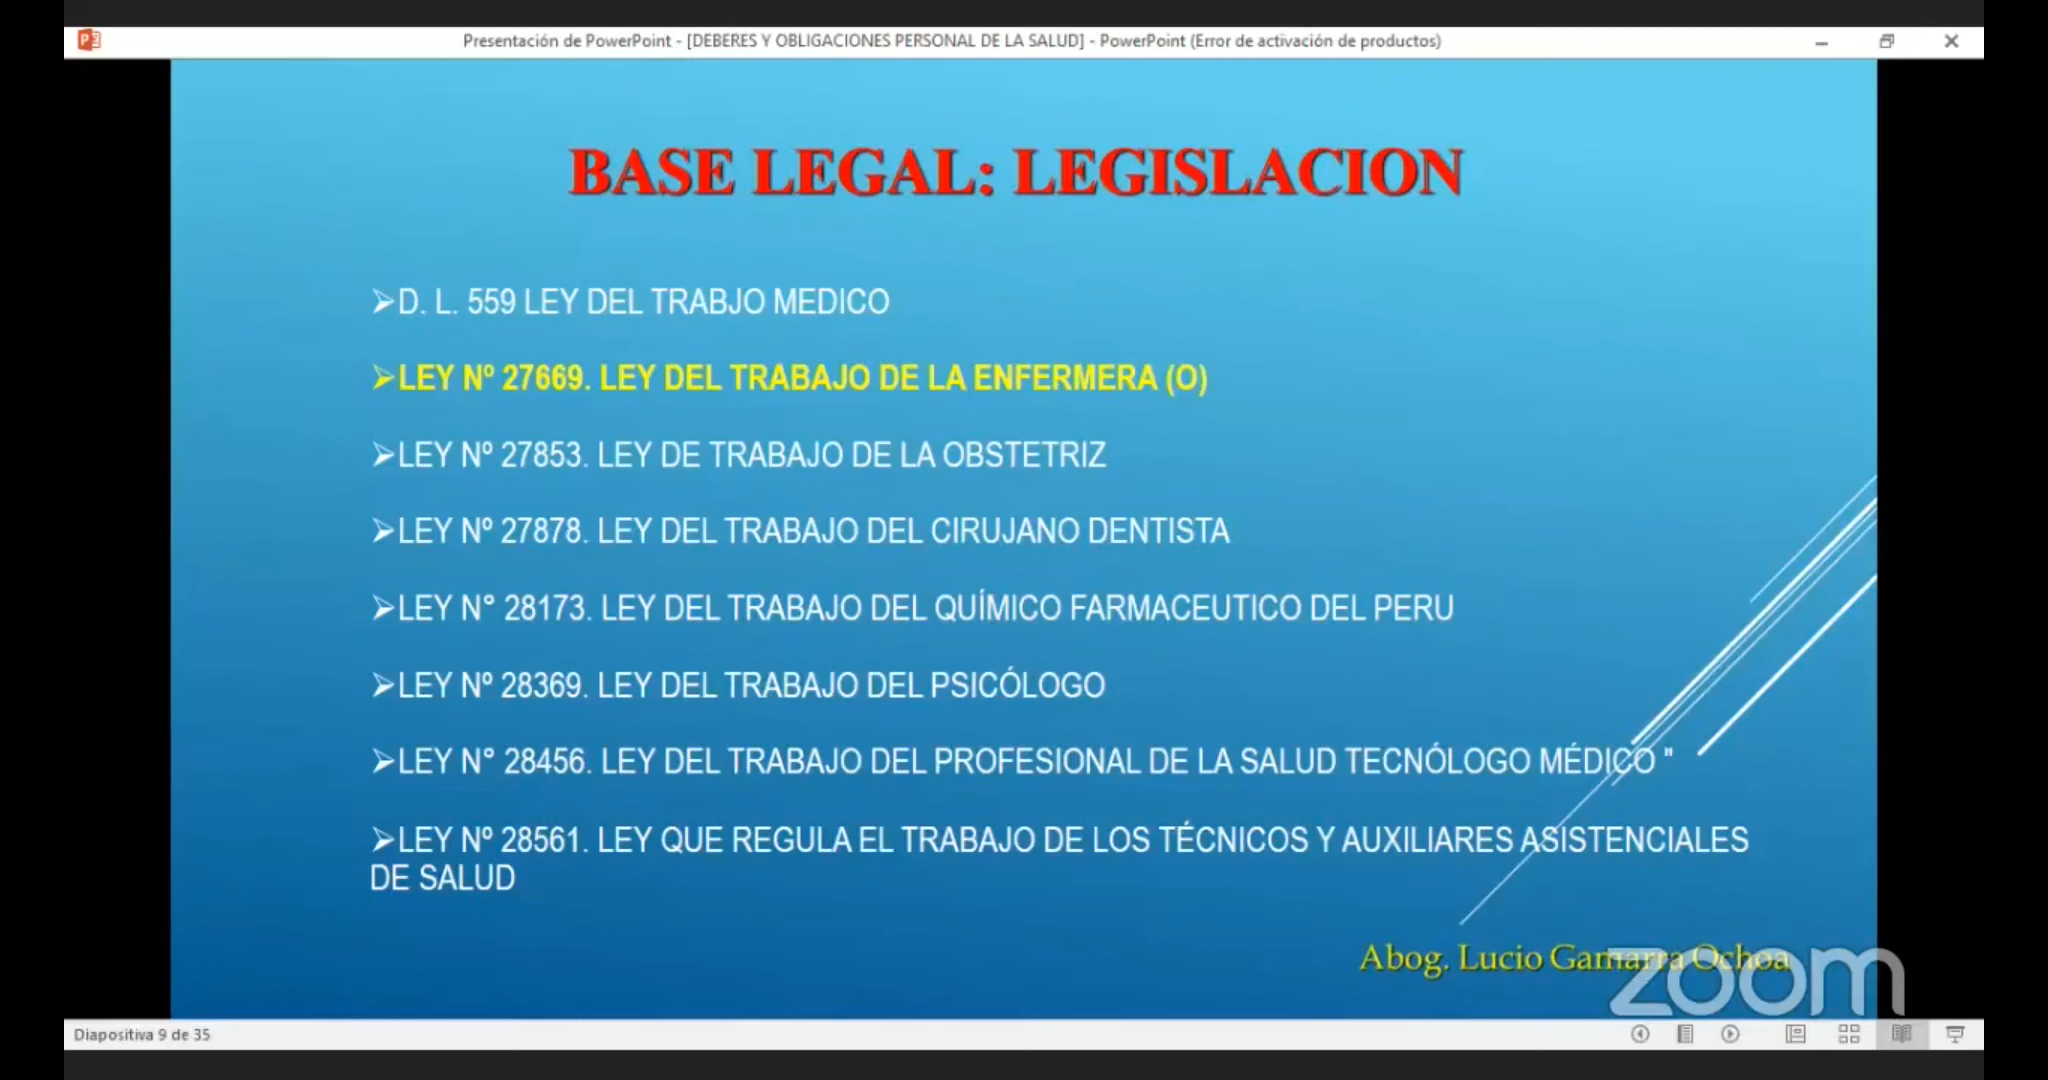 Presentación de PowerPoint - [DEBERES Y OBLIGACIONES PERSONAL DE LA SALUD] - PowerPoint (Error de activación de productos)
BASE LEGAL: LEGISLACION
➢D. L. 559 LEY DEL TRABJO MEDICO
➢LEY Nº 27669. LEY DEL TRABAJO DE LA ENFERMERA (O)
➢LEY Nº 27853. LEY DE TRABAJO DE LA OBSTETRIZ
➢LEY Nº 27878. LEY DEL TRABAJO DEL CIRUJANO DENTISTA
➢LEY N° 28173. LEY DEL TRABAJO DEL QUÍMICO FARMACEUTICO DEL PERU
➢LEY Nº 28369. LEY DEL TRABAJO DEL PSICÓLOGO
➢LEY N° 28456. LEY DEL TRABAJO DEL PROFESIONAL DE LA SALUD TECNÓLOGO MÉDICO "
➢LEY Nº 28561. LEY QUE REGULA EL TRABAJO DE LOS TÉCNICOS Y AUXILIARES ASISTENCIALES
DE SALUD
Abog. Lucio Gamarra Ochoa
zoom
Diapositiva 9 de 35